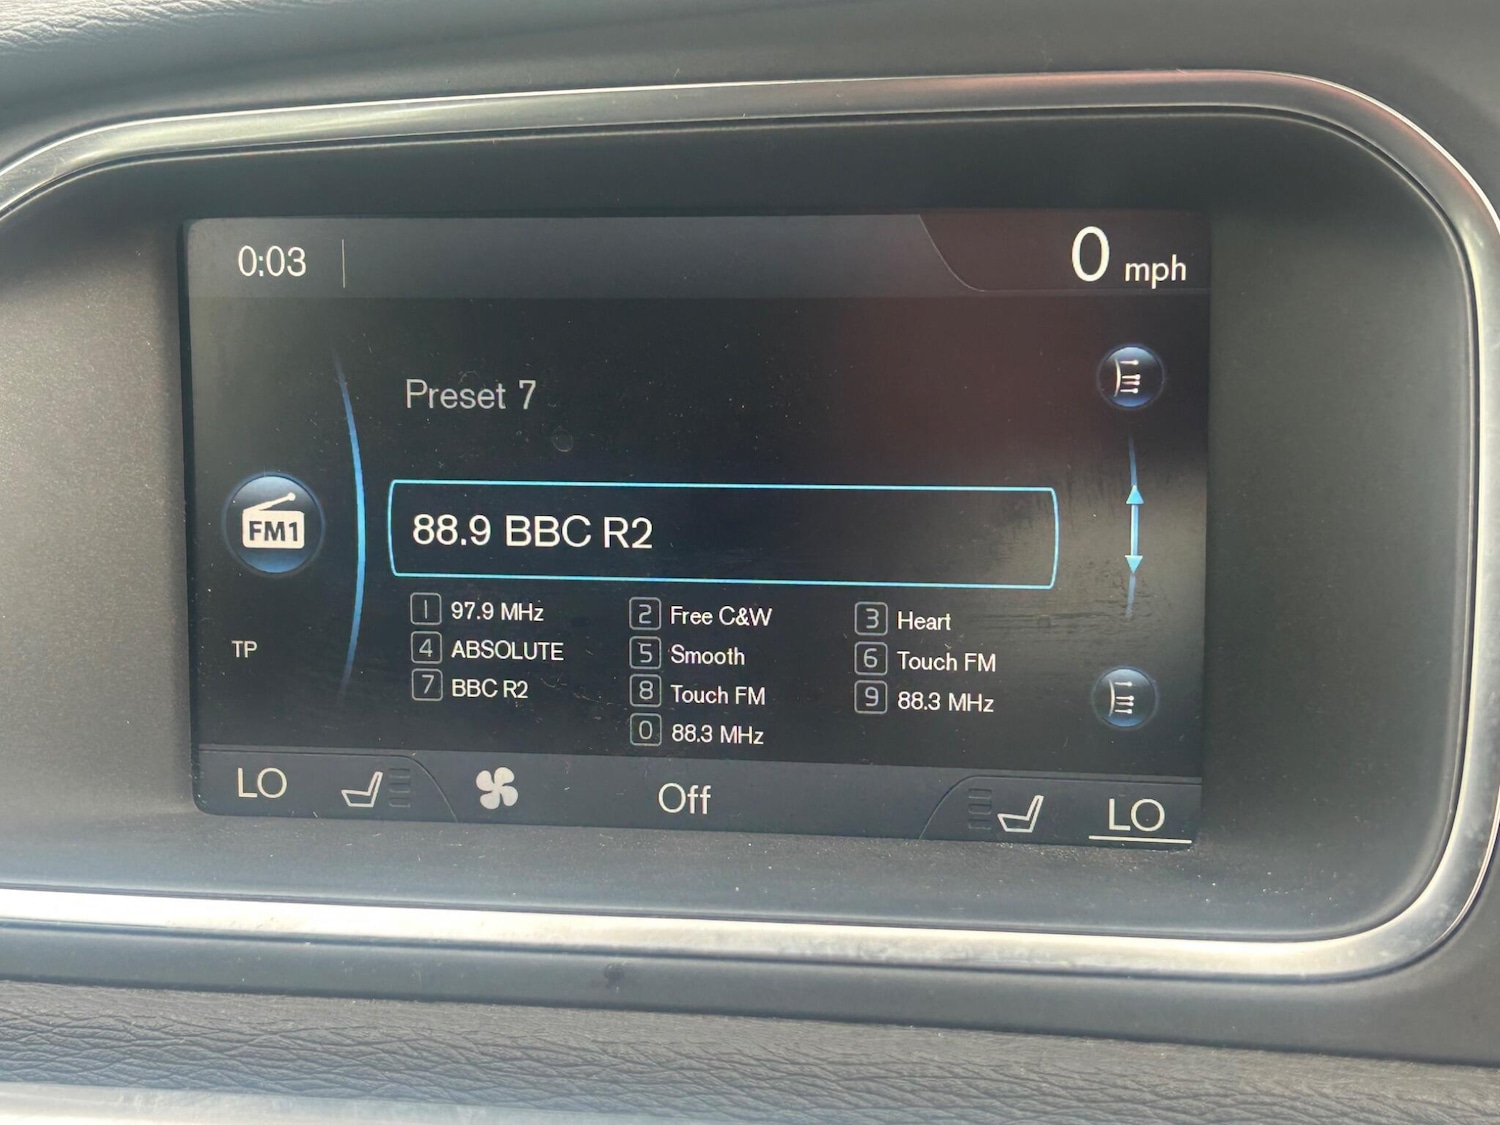 0:03
0 mph
Preset 7
FM1
88.9 BBC R2
1 97.9 MHz 2 Free C&W 3 Heart
4 ABSOLUTE 5 Smooth 6 Touch FM
7 BBC R2 8 Touch FM 9 88.3 MHz
0 88.3 MHz
TP
LO Off LO